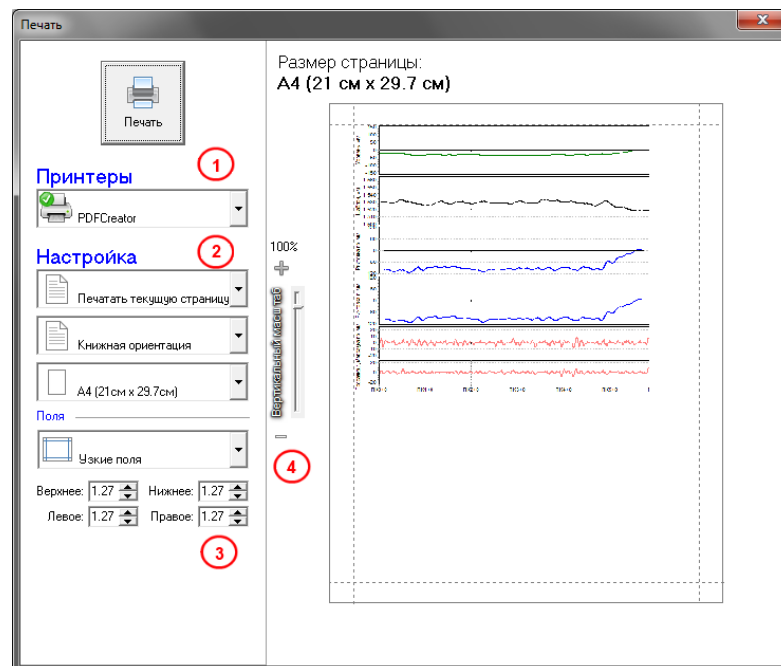 Печать
Печать
1
Принтеры
PDFCreator
2
Настройка
Печатать текущую страницу
Книжная ориентация
A4 (21см x 29.7см)
Поля
Узкие поля
Верхнее: 1.27 Нижнее: 1.27
Левое: 1.27 Правое: 1.27
3
Размер страницы:
A4 (21 см x 29.7 см)
100%
Вертикальный масштаб
4